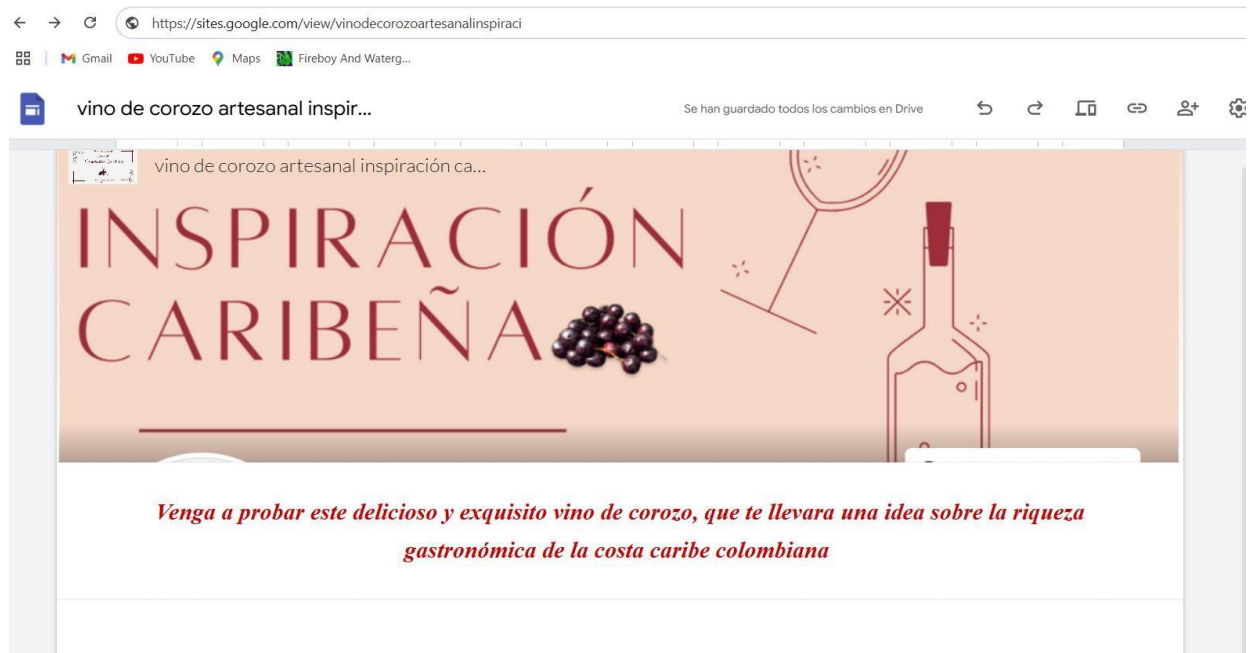 https://sites.google.com/view/vinodecorozoartesanalinspiraci
Gmail YouTube Maps Fireboy And Waterg...
vino de corozo artesanal inspir... Se han guardado todos los cambios en Drive
vino de corozo artesanal inspiración ca...
INSPIRACIÓN
CARIBEÑA
Venga a probar este delicioso y exquisito vino de corozo, que te llevara una idea sobre la riqueza
gastronómica de la costa caribe colombiana